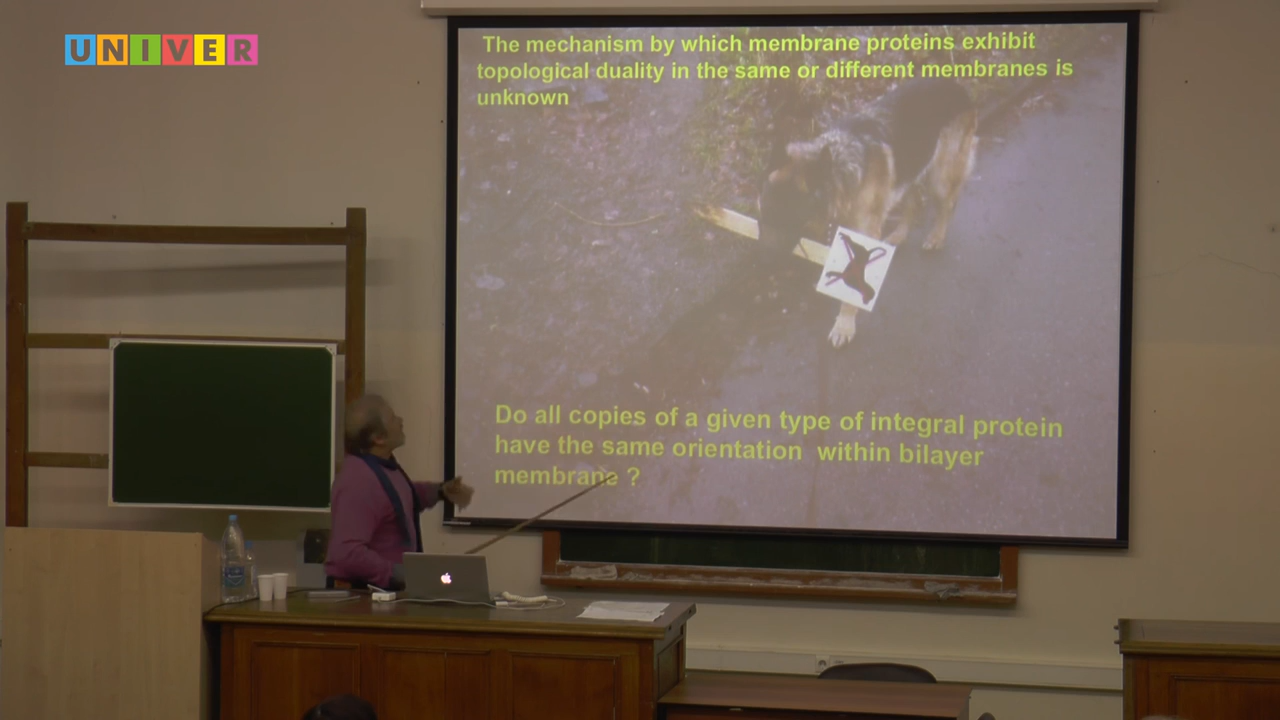 UNIVER
The mechanism by which membrane proteins exhibit
topological duality in the same or different membranes is
unknown
Do all copies of a given type of integral protein
have the same orientation within bilayer
membrane ?